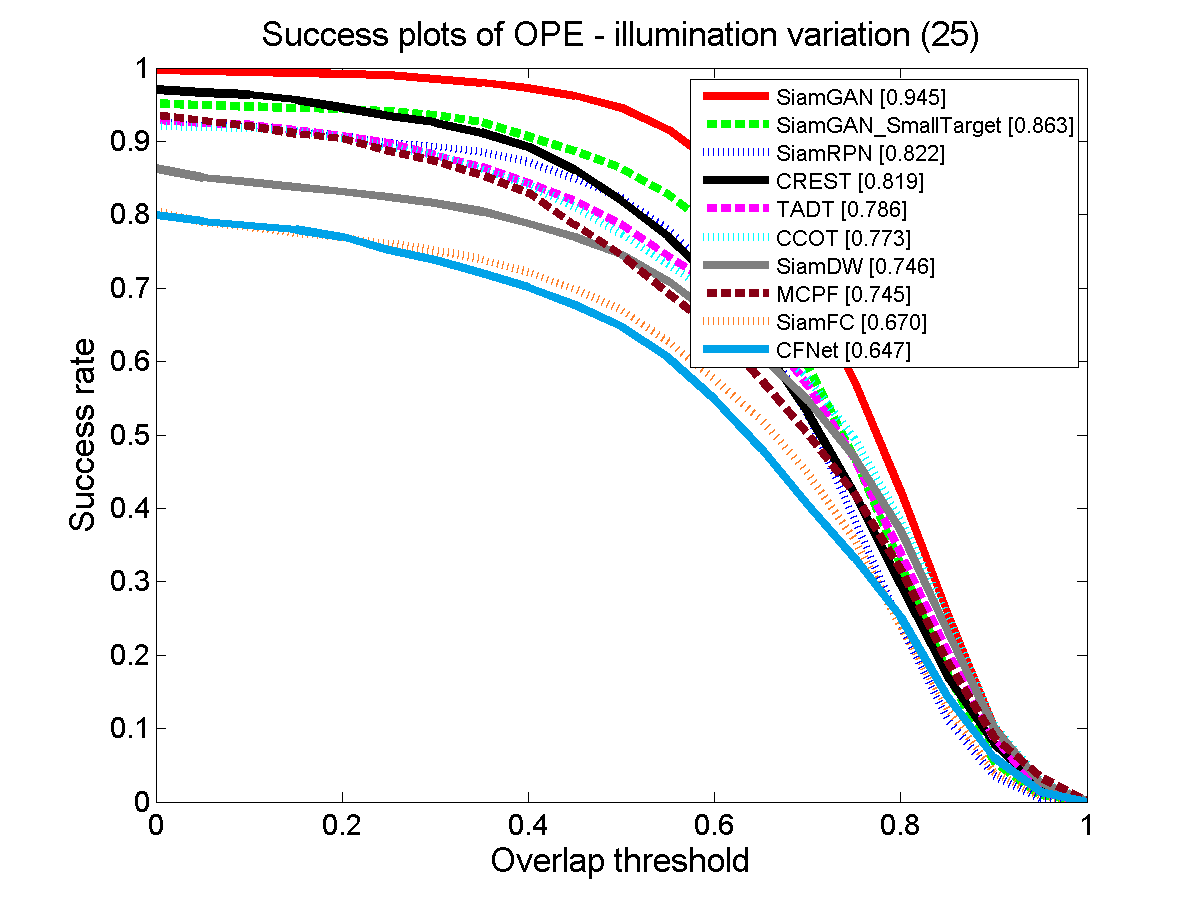 Success plots of OPE - illumination variation (25)
1
0.9
0.8
0.7
0.6
0.5
0.4
0.3
0.2
0.1
0
Success rate
SiamGAN [0.945]
SiamGAN_SmallTarget [0.863]
SiamRPN [0.822]
CREST [0.819]
TADT [0.786]
CCOT [0.773]
SiamDW [0.746]
MCPF [0.745]
SiamFC [0.670]
CFNet [0.647]
0 0.2 0.4 0.6 0.8 1
Overlap threshold